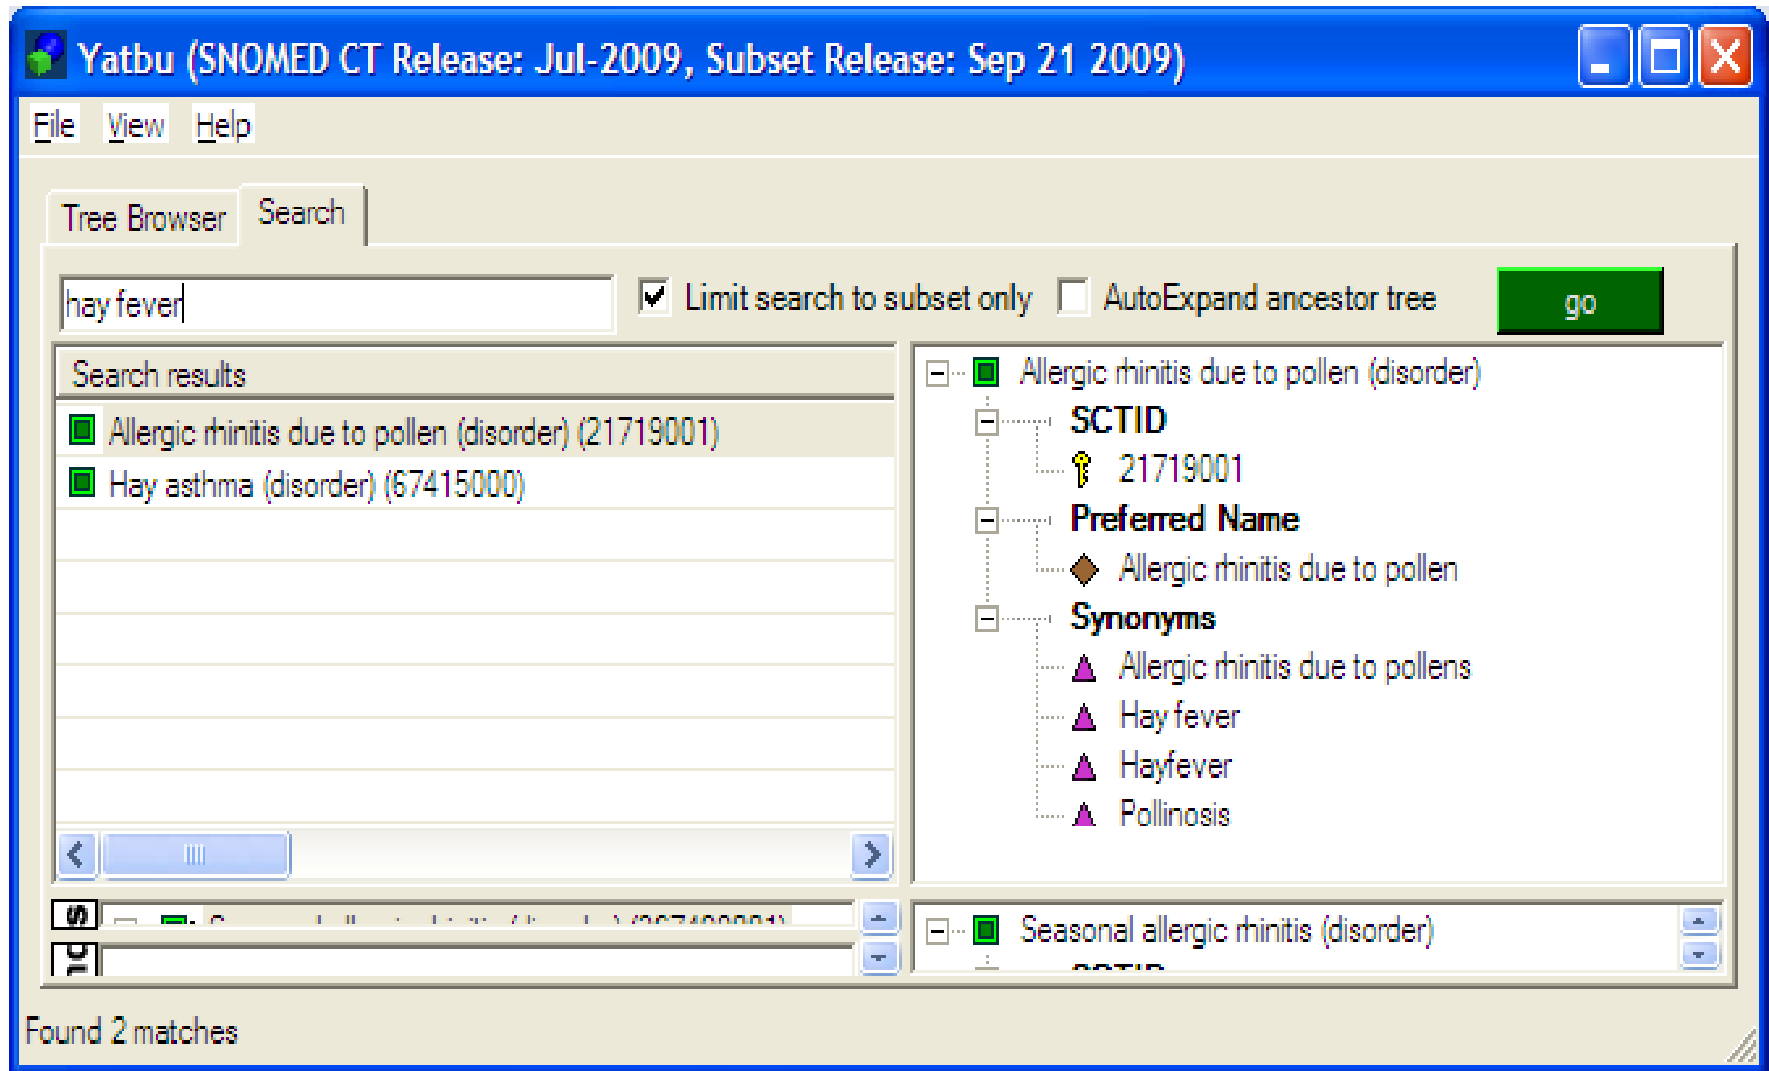 Yatbu (SNOMED CT Release: Jul-2009, Subset Release: Sep 21 2009)
File View Help
Tree Browser Search
hay fever Limit search to subset only AutoExpand ancestor tree go
Search results
Allergic rhinitis due to pollen (disorder) (21719001)
Hay asthma (disorder) (67415000)
Allergic rhinitis due to pollen (disorder)
SCTID
21719001
Preferred Name
Allergic rhinitis due to pollen
Synonyms
Allergic rhinitis due to pollens
Hay fever
Hayfever
Pollinosis
Seasonal allergic rhinitis (disorder)
SCTID
Found 2 matches